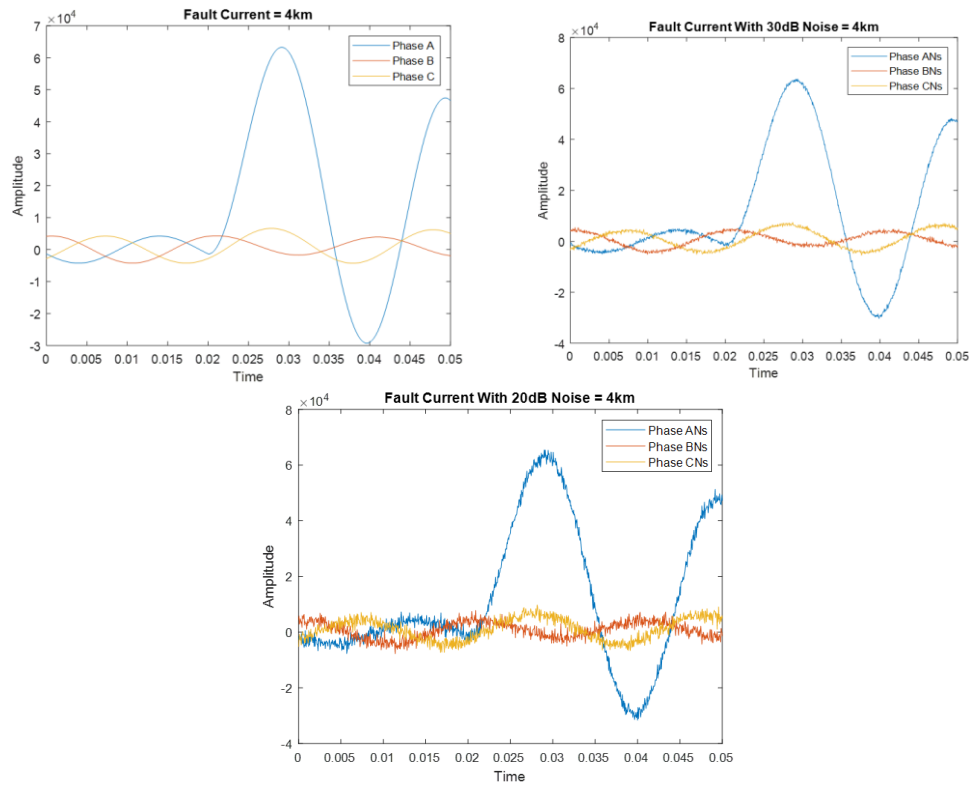 Fault Current = 4km
×10⁴
7
6
5
4
3
2
1
0
-1
-2
-3
Amplitude
Phase A
Phase B
Phase C
0 0.005 0.01 0.015 0.02 0.025 0.03 0.035 0.04 0.045 0.05
Time
Fault Current With 30dB Noise = 4km
×10⁴
8
6
4
2
0
-2
-4
Amplitude
Phase ANs
Phase BNs
Phase CNs
0 0.005 0.01 0.015 0.02 0.025 0.03 0.035 0.04 0.045 0.05
Time
Fault Current With 20dB Noise = 4km
×10⁴
8
6
4
2
0
-2
-4
Amplitude
Phase ANs
Phase BNs
Phase CNs
0 0.005 0.01 0.015 0.02 0.025 0.03 0.035 0.04 0.045 0.05
Time